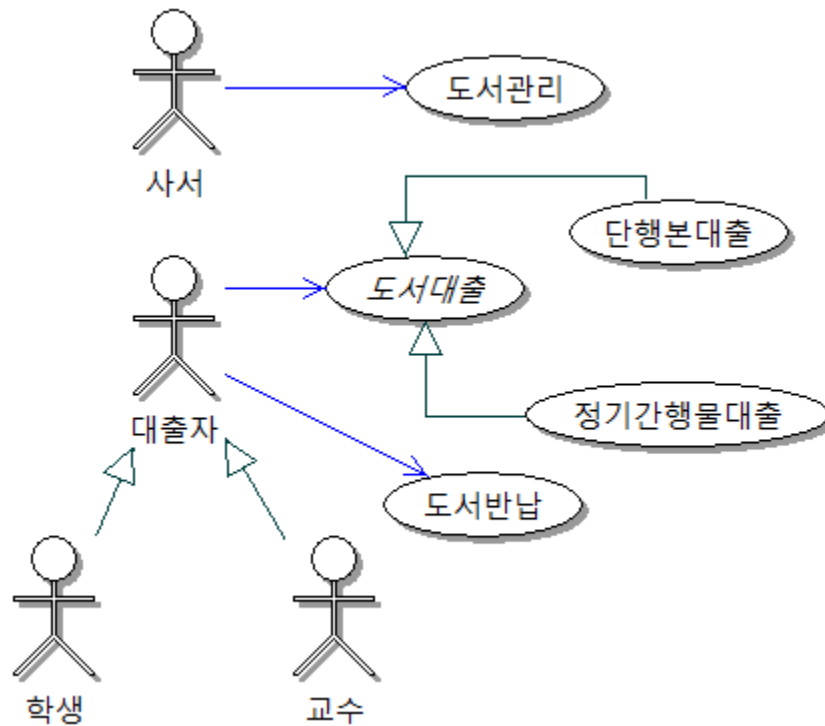 도서관리
사서
단행본대출
도서대출
정기간행물대출
대출자
도서반납
학생
교수